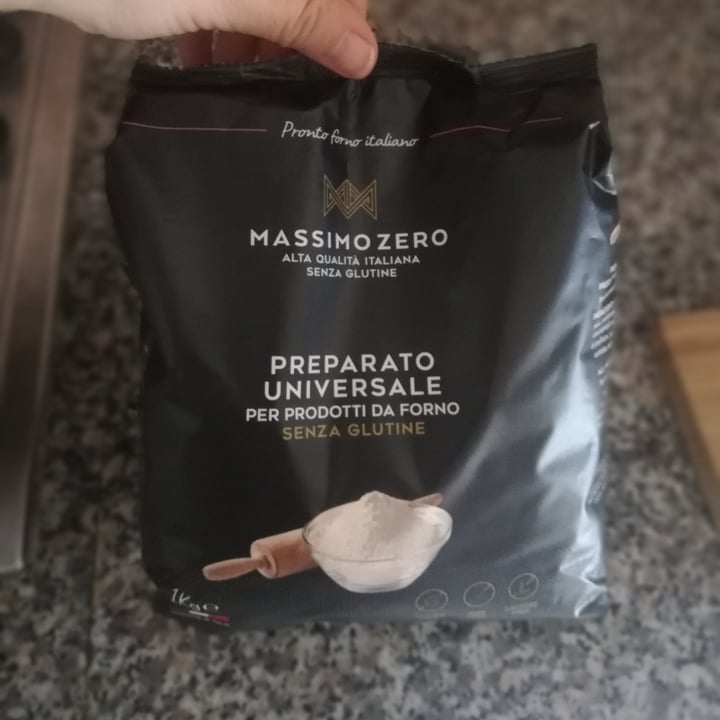 Pronto forno italiano
MASSIMO ZERO
ALTA QUALITÀ ITALIANA
SENZA GLUTINE
PREPARATO
UNIVERSALE
PER PRODOTTI DA FORNO
SENZA GLUTINE
1Kg e